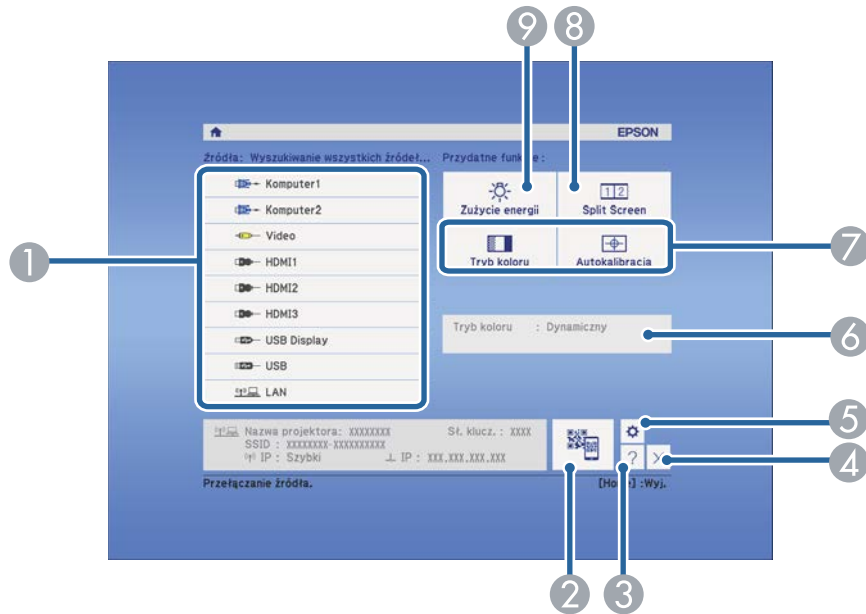 9 8
EPSON
Źródła: Wyszukiwanie wszystkich źródeł... Przydatne funkcje :
Komputer1
Komputer2
Video
HDMI1
HDMI2
HDMI3
USB Display
USB
LAN
Zużycie energii
1 2
Split Screen
Tryb koloru
Autokalibracia
1
7
Tryb koloru : Dynamiczny
6
Nazwa projektora: XXXXXXXX Sł. klucz. : XXXX
SSID : XXXXXXXX-XXXXXXXXXX
IP : Szybki IP : XXX.XXX.XXX.XXX
5
?
4
Przełączanie źródła. [Home] :Wyj.
2 3